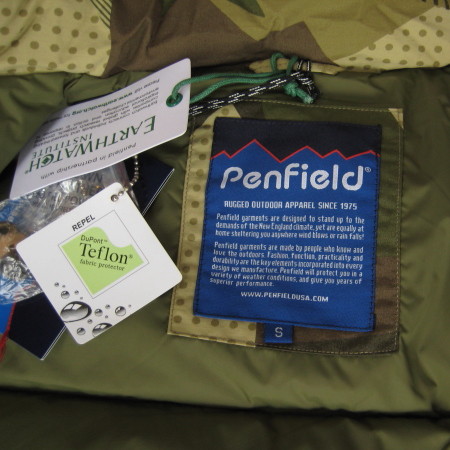 EARTHWATCH
INSTITUTE
Penfield in partnership with
REPEL
DuPont™
Teflon®
fabric protector
Penfield®
RUGGED OUTDOOR APPAREL SINCE 1975
Penfield garments are designed to stand up to the
demands of the New England climate, yet are equally at
home sheltering you anywhere wind blows or rain falls!
Penfield garments are made by people who know and
love the outdoors. Fashion, function, practicality and
durability are the key elements incorporated into every
design we manufacture. Penfield will protect you in a
variety of weather conditions, and give you years of
superior performance.
WWW.PENFIELDUSA.COM
S